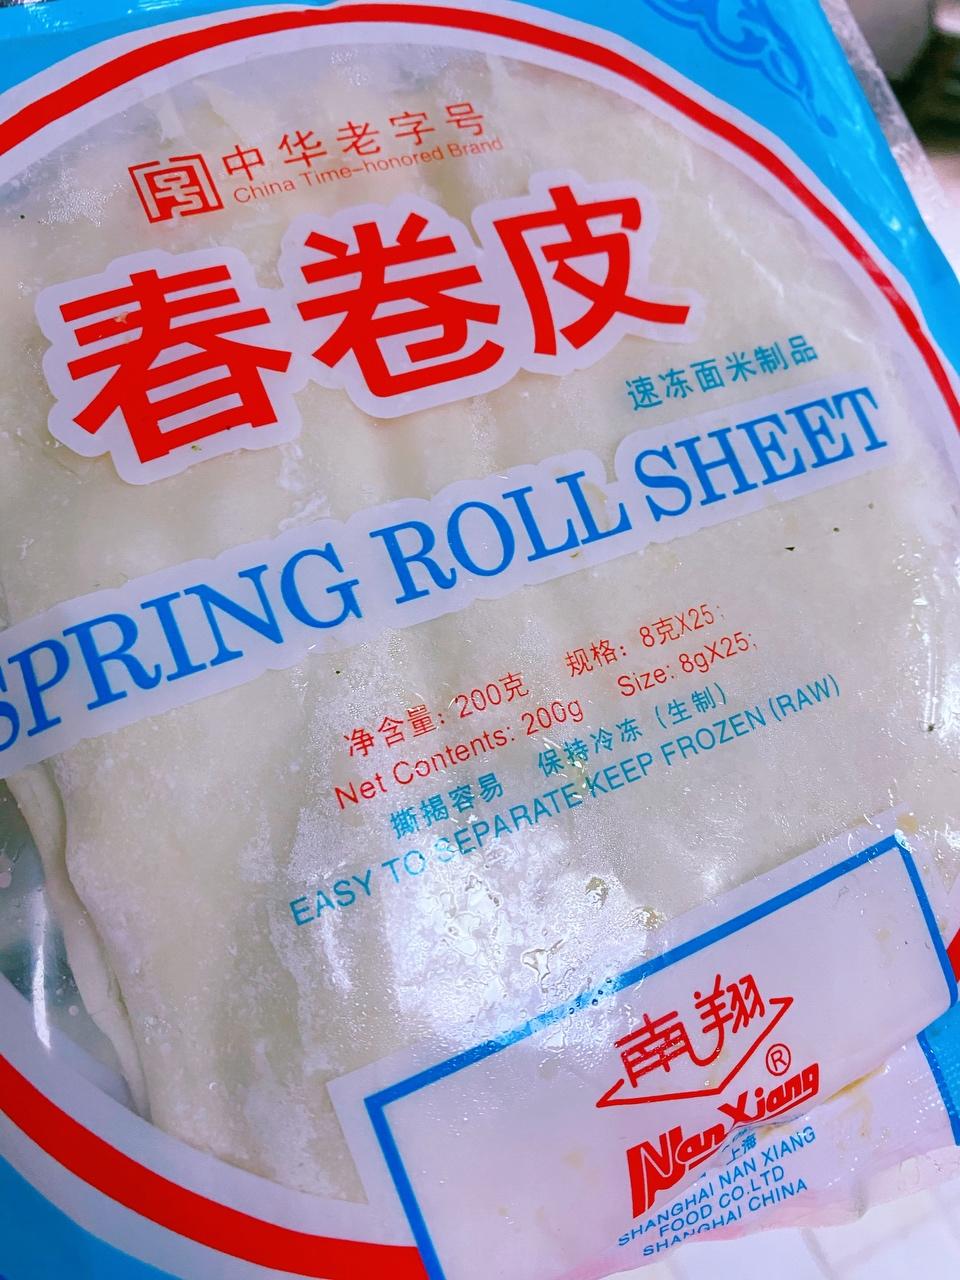 中华老字号
China Time-honored Brand
春卷皮
速冻面米制品
SPRING ROLL SHEET
净含量：200克 规格：8克X25；
Net Contents: 200g Size: 8gX25;
撕揭容易 保持冷冻（生制）
EASY TO SEPARATE KEEP FROZEN (RAW)
南翔
®
NanXiang
上海
SHANGHAI NAN XIANG
FOOD CO.LTD
SHANGHAI CHINA